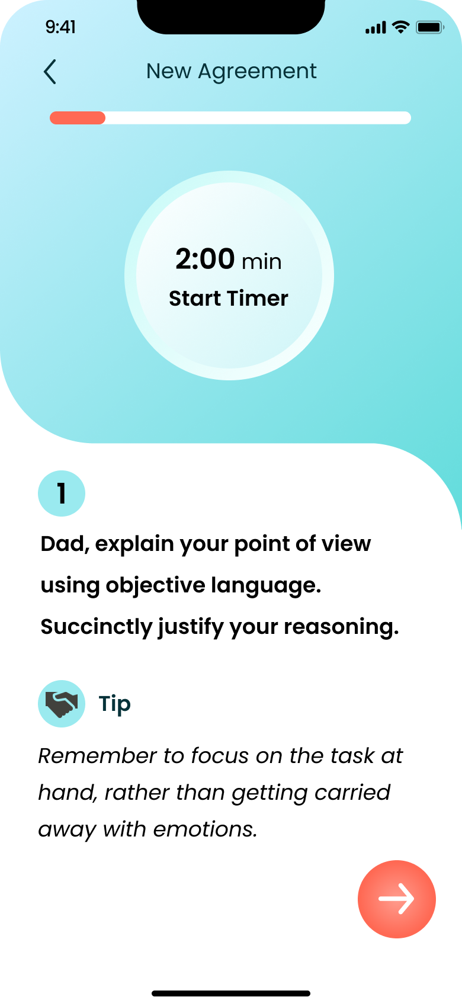 9:41
New Agreement
2:00 min
Start Timer
1
Dad, explain your point of view
using objective language.
Succinctly justify your reasoning.
Tip
Remember to focus on the task at
hand, rather than getting carried
away with emotions.